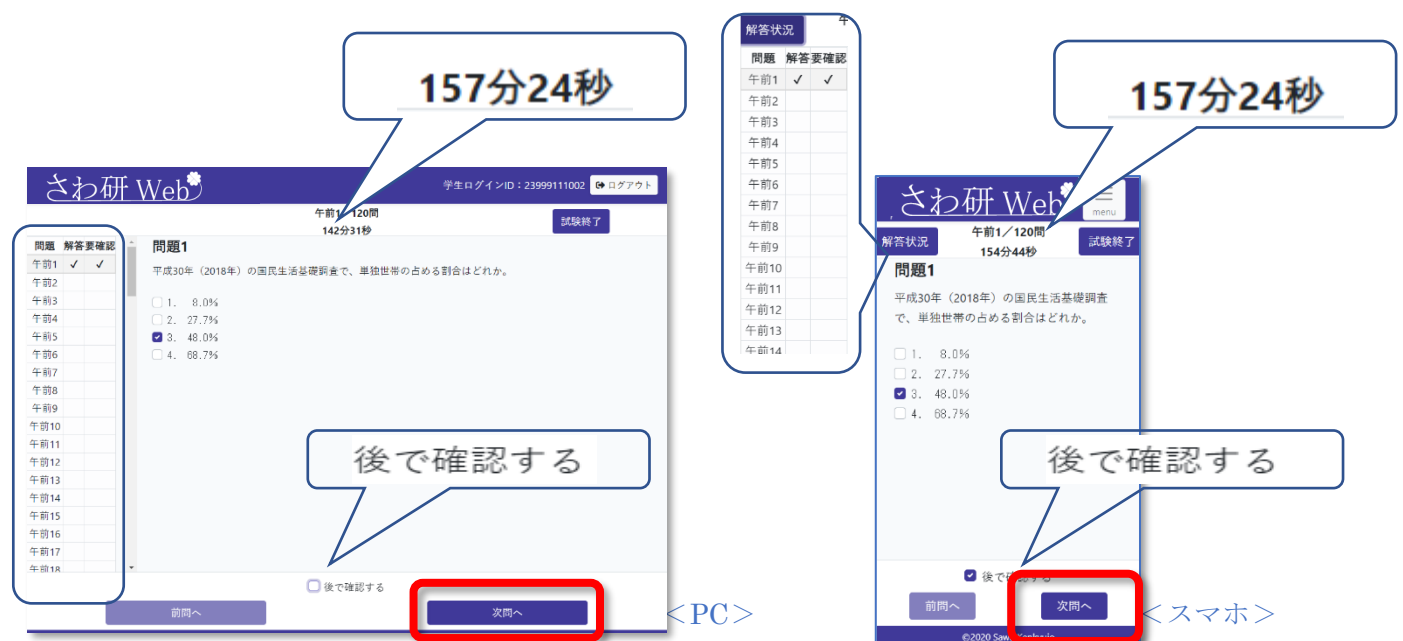 157分24秒
さわ研 Web
学生ログインID：23999111002
ログアウト
午前1／120問
142分31秒
試験終了
問題 解答 要確認
午前1 ✓ ✓
午前2
午前3
午前4
午前5
午前6
午前7
午前8
午前9
午前10
午前11
午前12
午前13
午前14
午前15
午前16
午前17
午前18
問題1
平成30年（2018年）の国民生活基礎調査で、単独世帯の占める割合はどれか。
1. 8.0%
2. 27.7%
3. 48.0%
4. 68.7%
後で確認する
後で確認する
前問へ
次問へ
＜PC＞
解答状況
問題 解答 要確認
午前1 ✓ ✓
午前2
午前3
午前4
午前5
午前6
午前7
午前8
午前9
午前10
午前11
午前12
午前13
午前14
157分24秒
さわ研 Web
menu
解答状況
午前1／120問
154分44秒
試験終了
問題1
平成30年（2018年）の国民生活基礎調査
で、単独世帯の占める割合はどれか。
1. 8.0%
2. 27.7%
3. 48.0%
4. 68.7%
後で確認する
後で確認する
前問へ
次問へ
＜スマホ＞
©2020 Sawa